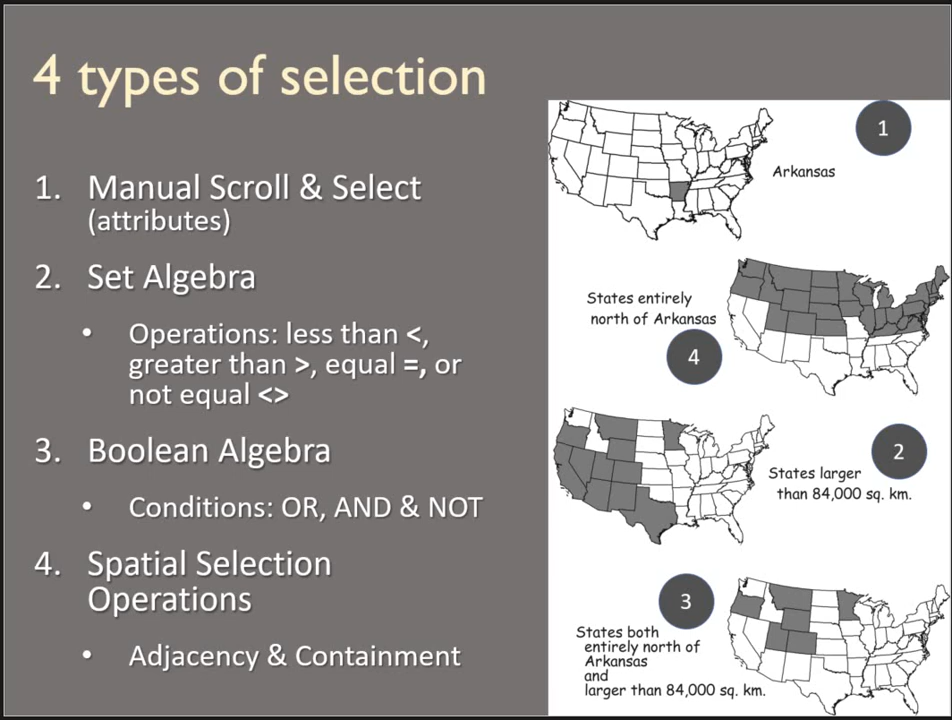 4 types of selection
1. Manual Scroll & Select
(attributes)
2. Set Algebra
• Operations: less than <,
greater than >, equal =, or
not equal <>
3. Boolean Algebra
• Conditions: OR, AND & NOT
4. Spatial Selection
Operations
• Adjacency & Containment
1
Arkansas
States entirely
north of Arkansas
4
2
States larger
than 84,000 sq. km.
3
States both
entirely north of
Arkansas
and
larger than 84,000 sq. km.